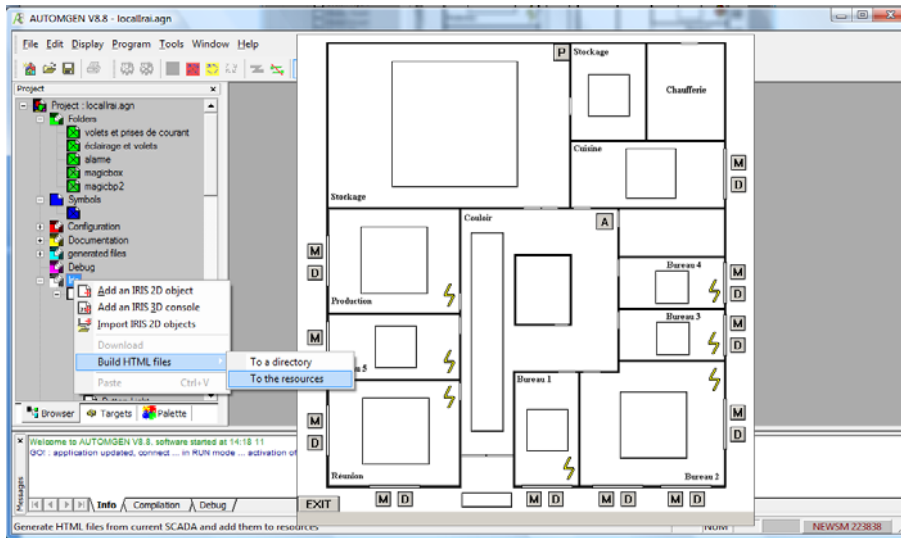 AUTOMGEN V8.8 - locallrai.agn
File Edit Display Program Tools Window Help
Project
Project : locallrai.agn
Folders
volets et prises de courant
éclairage et volets
alarme
magicbox
magicbp2
Symbols
Configuration
Documentation
generated files
Debug
Iris
Add an IRIS 2D object
Add an IRIS 3D console
Import IRIS 2D objects
Download
Build HTML files
Paste Ctrl+V
To a directory
To the resources
Browser Targets Palette
P
Stockage
Chaufferie
Cuisine
M
D
Stockage
Couloir
A
M
D
Production
Bureau 4
M
D
Bureau 3
M
D
M
u 5
Bureau 1
M
D
Réunion
Bureau 2
M
D
EXIT
M D
M D
M D
M D
Messages
Welcome to AUTOMGEN V8.8. software started at 14:18 11
GO! : application updated, connect ... in RUN mode ... activation of
Info Compilation Debug
Generate HTML files from current SCADA and add them to resources
NUM
NEWSM 223838